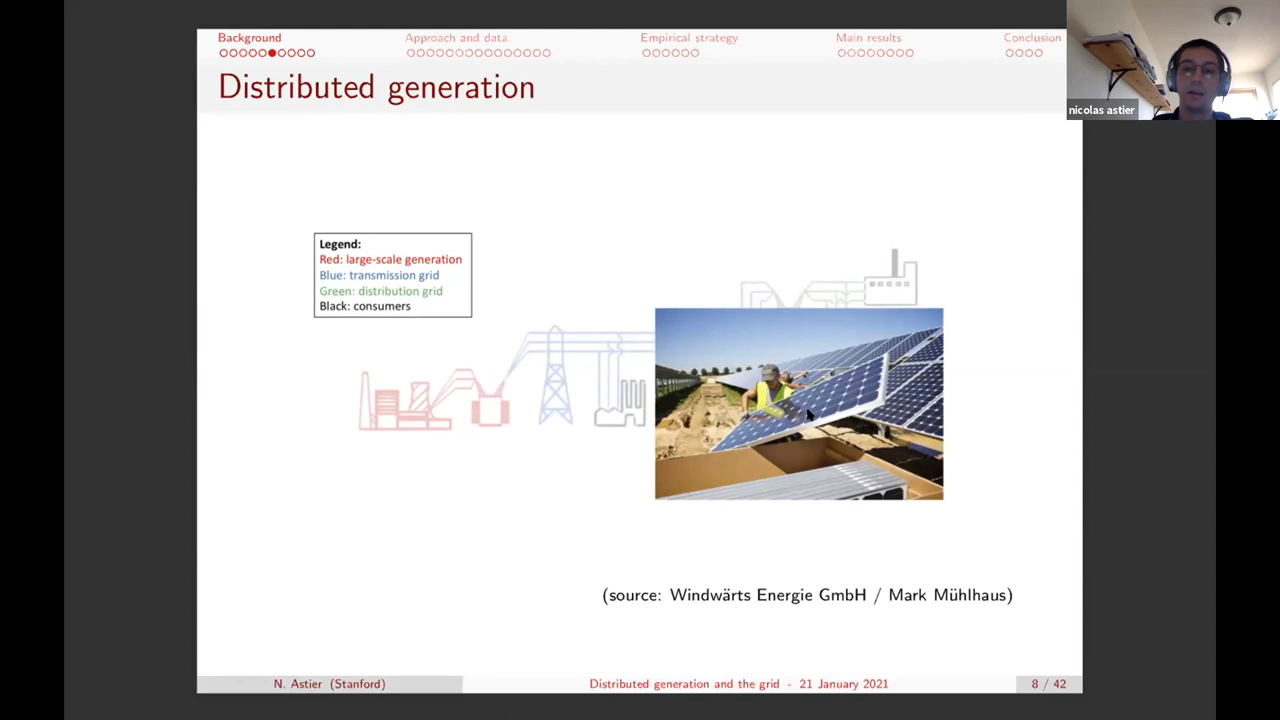 Background
Approach and data
Empirical strategy
Main results
Conclusion
Distributed generation
nicolas astier
Legend:
Red: large-scale generation
Blue: transmission grid
Green: distribution grid
Black: consumers
(source: Windwärts Energie GmbH / Mark Mühlhaus)
N. Astier (Stanford)
Distributed generation and the grid - 21 January 2021
8 / 42